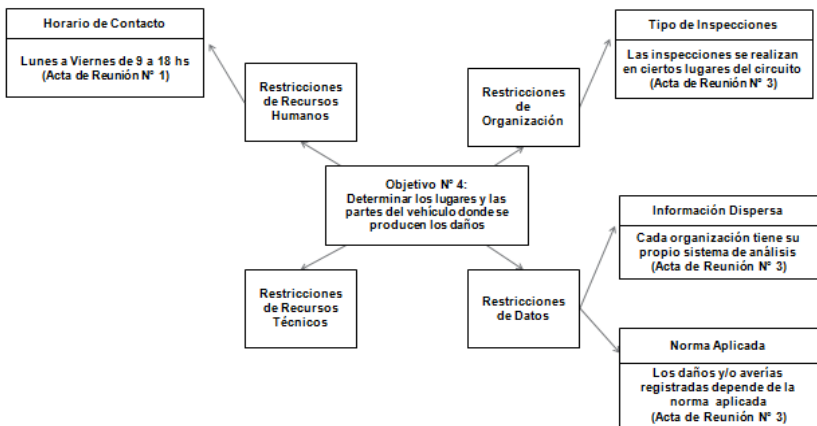 Horario de Contacto
Lunes a Viernes de 9 a 18 hs
(Acta de Reunión N° 1)
Restricciones
de Recursos
Humanos
Tipo de Inspecciones
Las inspecciones se realizan
en ciertos lugares del circuito
(Acta de Reunión N° 3)
Restricciones
de
Organización
Objetivo N° 4:
Determinar los lugares y las
partes del vehículo donde se
producen los daños
Información Dispersa
Cada organización tiene su
propio sistema de análisis
(Acta de Reunión N° 3)
Restricciones
de Recursos
Técnicos
Restricciones
de Datos
Norma Aplicada
Los daños y/o averías
registradas depende de la
norma aplicada
(Acta de Reunión N° 3)